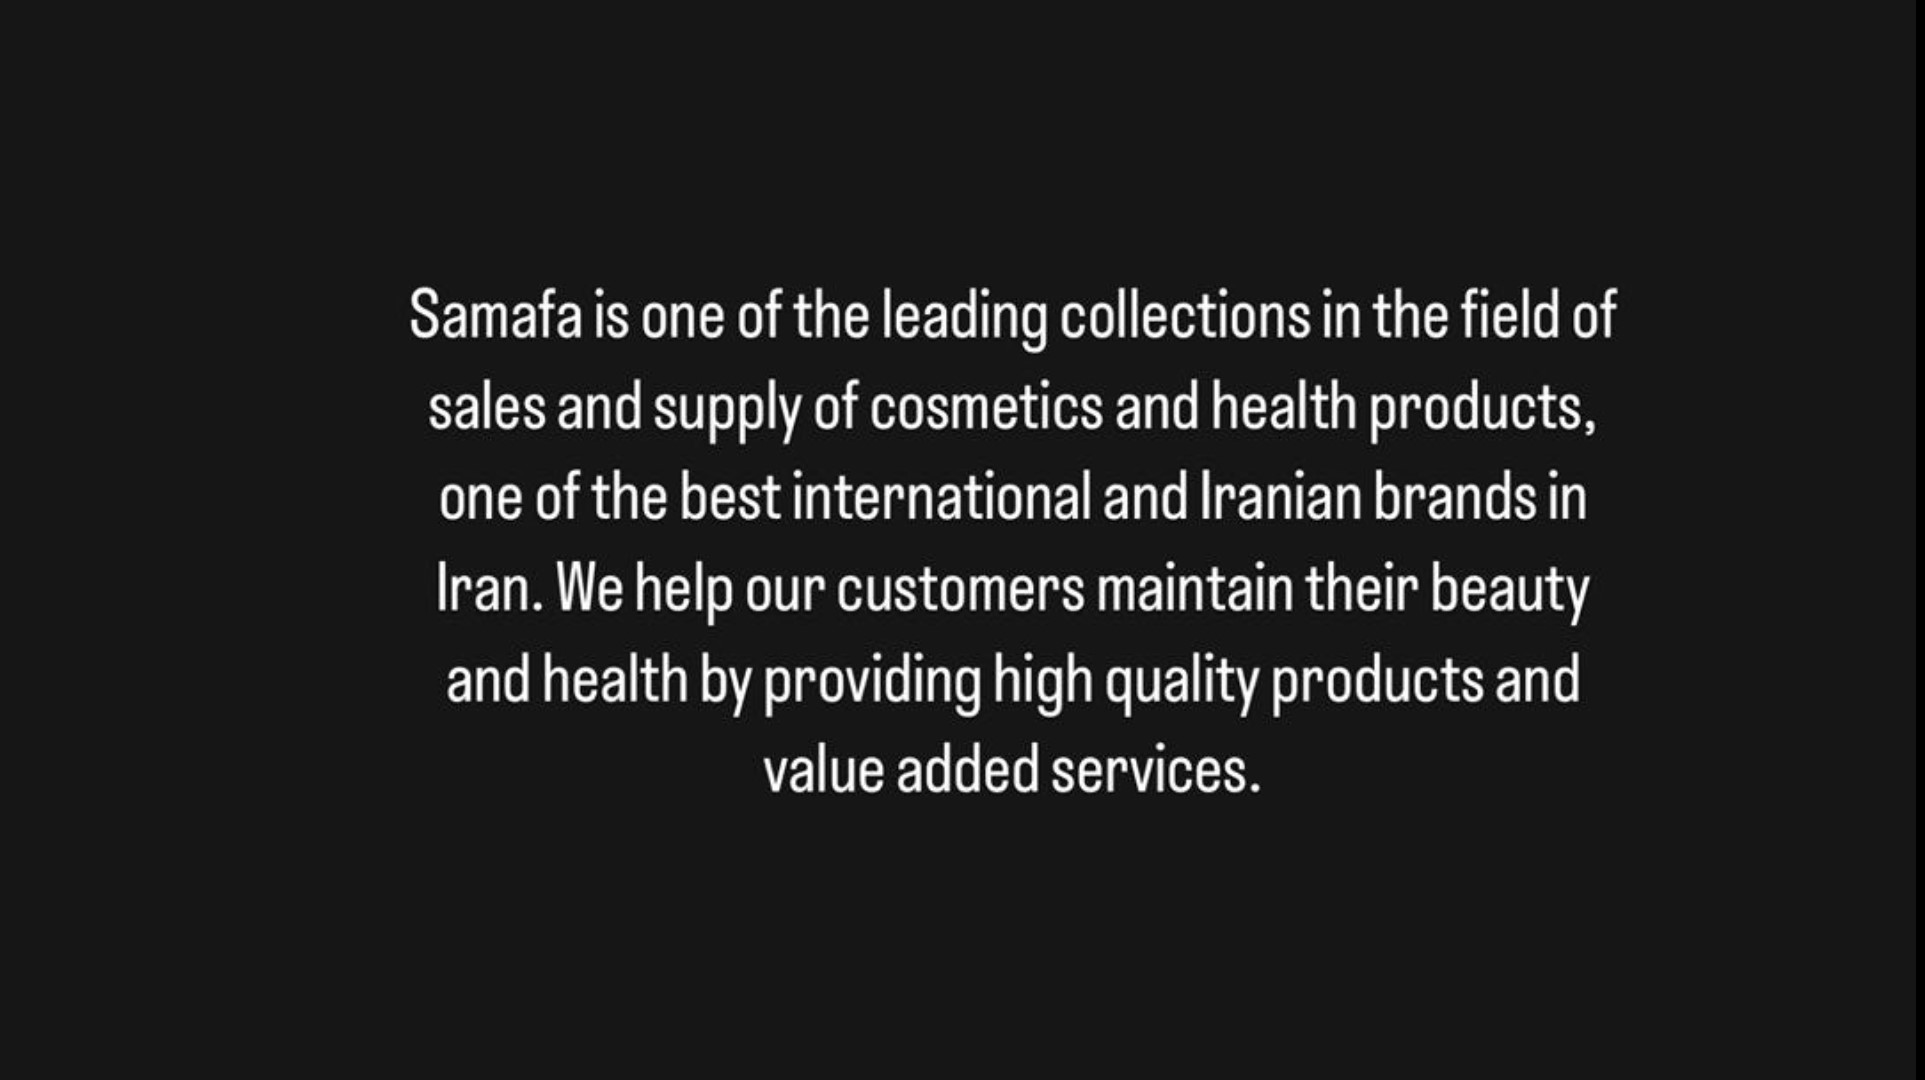 Samafa is one of the leading collections in the field of
sales and supply of cosmetics and health products,
one of the best international and Iranian brands in
Iran. We help our customers maintain their beauty
and health by providing high quality products and
value added services.